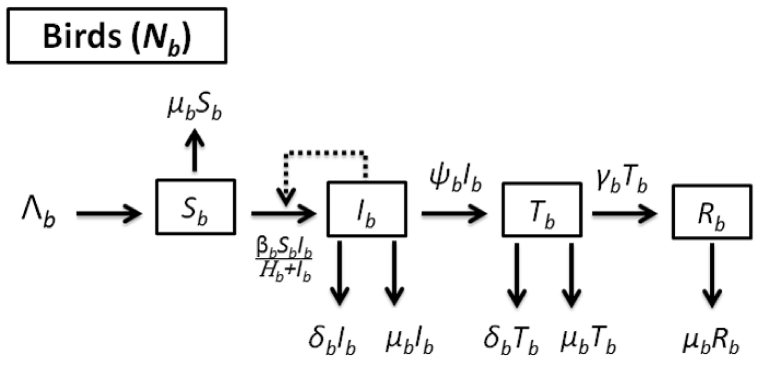 Birds (N_b)
μ_bS_b
Λ_b
S_b
β_bS_bI_b
H_b+I_b
I_b
ψ_bI_b
T_b
γ_bT_b
R_b
δ_bI_b
μ_bI_b
δ_bT_b
μ_bT_b
μ_bR_b